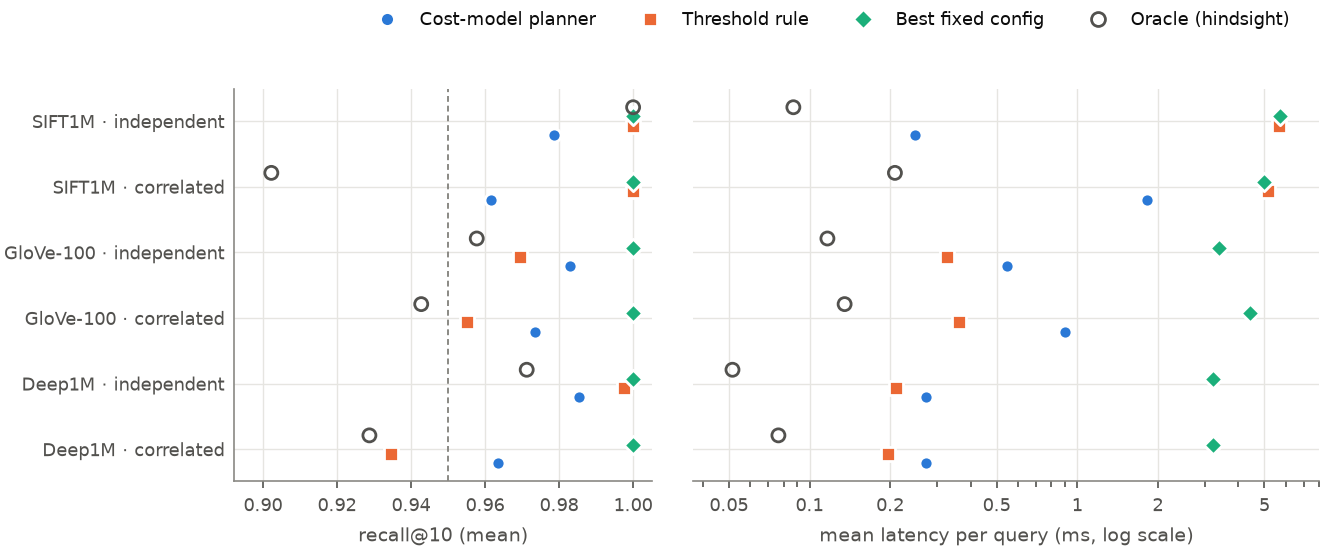 Cost-model planner Threshold rule Best fixed config Oracle (hindsight)
SIFT1M · independent
SIFT1M · correlated
GloVe-100 · independent
GloVe-100 · correlated
Deep1M · independent
Deep1M · correlated
0.90 0.92 0.94 0.96 0.98 1.00
recall@10 (mean)
0.05 0.1 0.2 0.5 1 2 5
mean latency per query (ms, log scale)